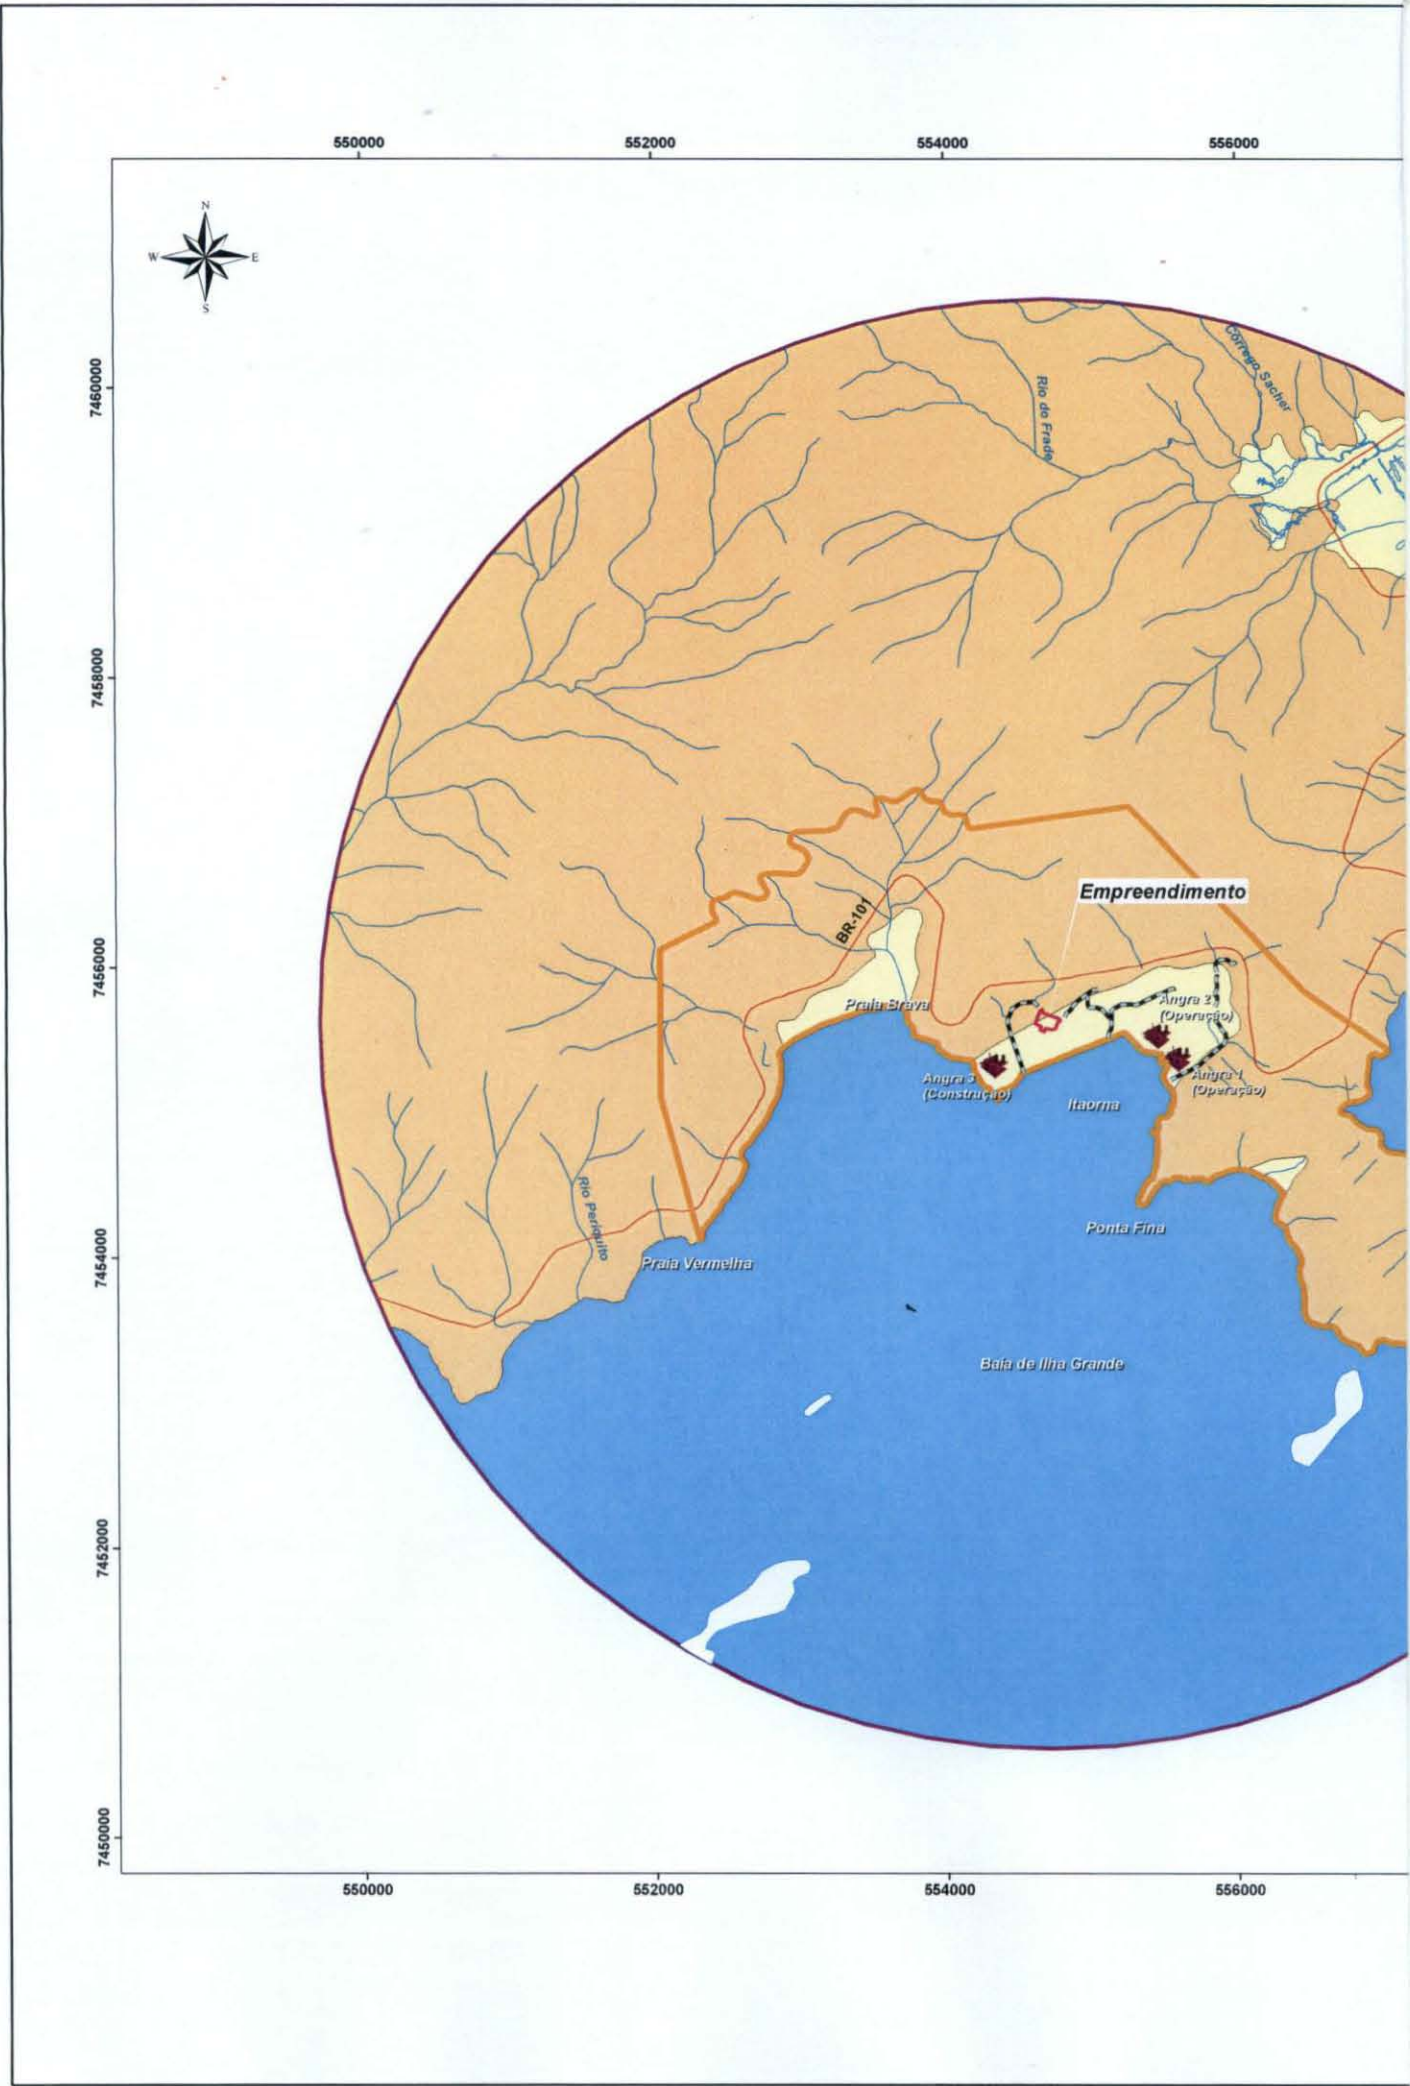 550000
552000
554000
556000
N
W
E
S
7460000
7458000
7456000
7454000
7452000
7450000
Córrego Sacher
Rio do Frade
Empreendimento
BR-101
Praia Brava
Angra 2
(Operação)
Angra 3
(Construção)
Angra 1
(Operação)
Itaorna
Rio Periquito
Ponta Fina
Praia Vermelha
Baía de Ilha Grande
550000
552000
554000
556000